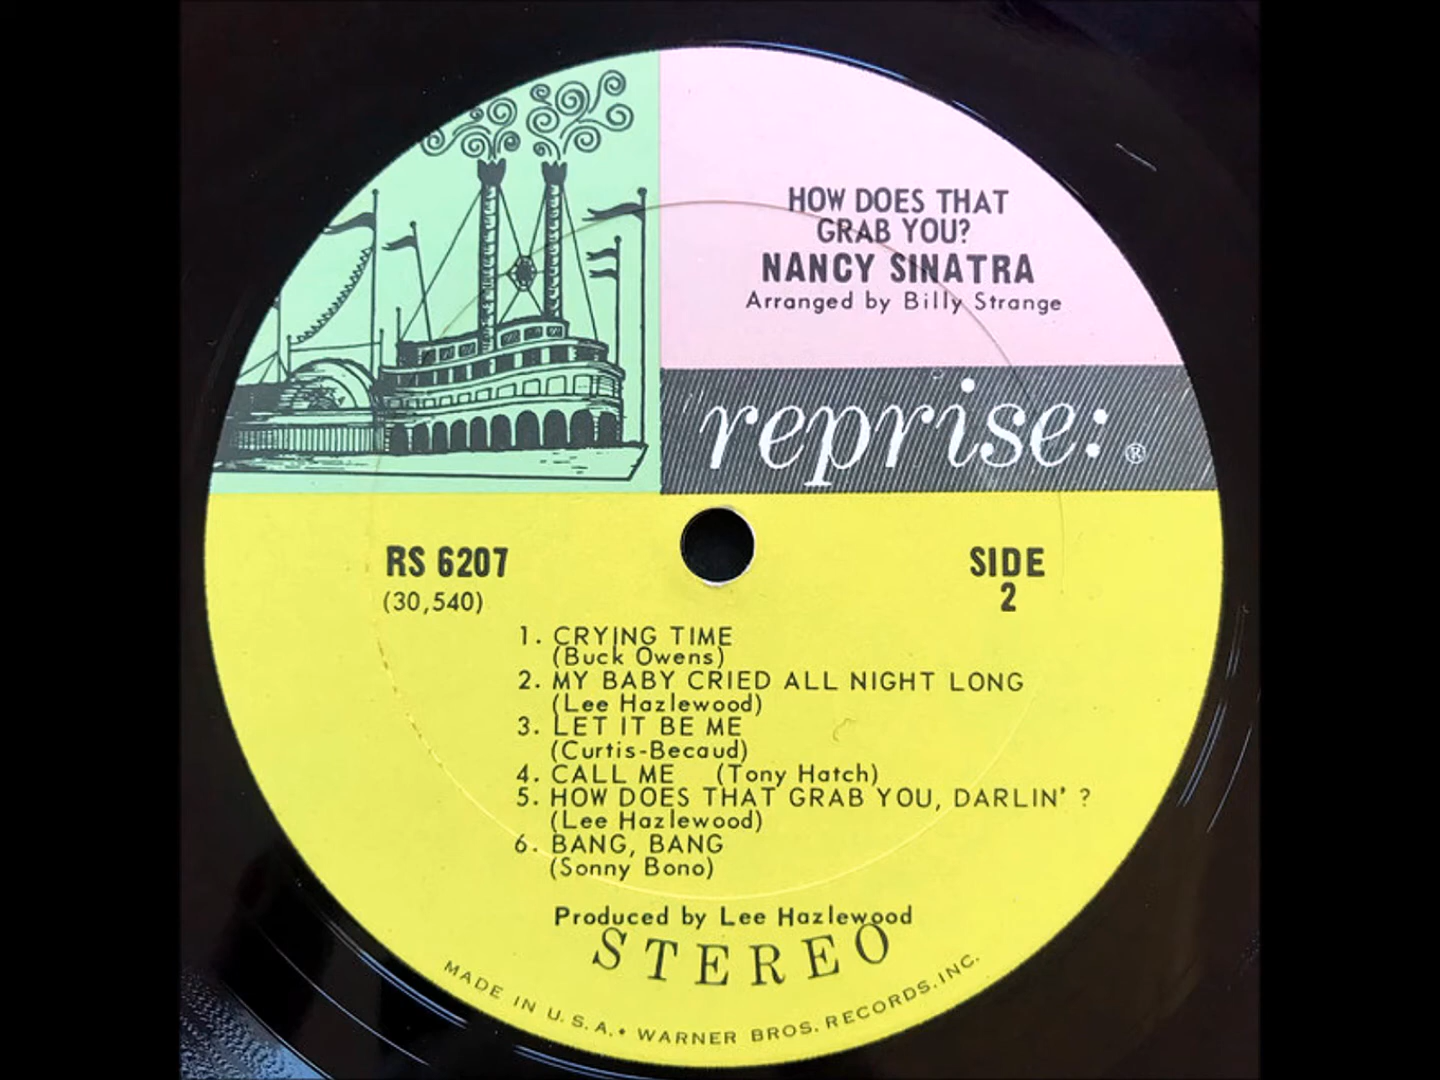 HOW DOES THAT
GRAB YOU?
NANCY SINATRA
Arranged by Billy Strange
reprise: ®
RS 6207
(30,540)
SIDE
2
1. CRYING TIME
(Buck Owens)
2. MY BABY CRIED ALL NIGHT LONG
(Lee Hazlewood)
3. LET IT BE ME
(Curtis-Becaud)
4. CALL ME (Tony Hatch)
5. HOW DOES THAT GRAB YOU, DARLIN' ?
(Lee Hazlewood)
6. BANG, BANG
(Sonny Bono)
Produced by Lee Hazlewood
STEREO
MADE IN U.S.A. • WARNER BROS. RECORDS, INC.